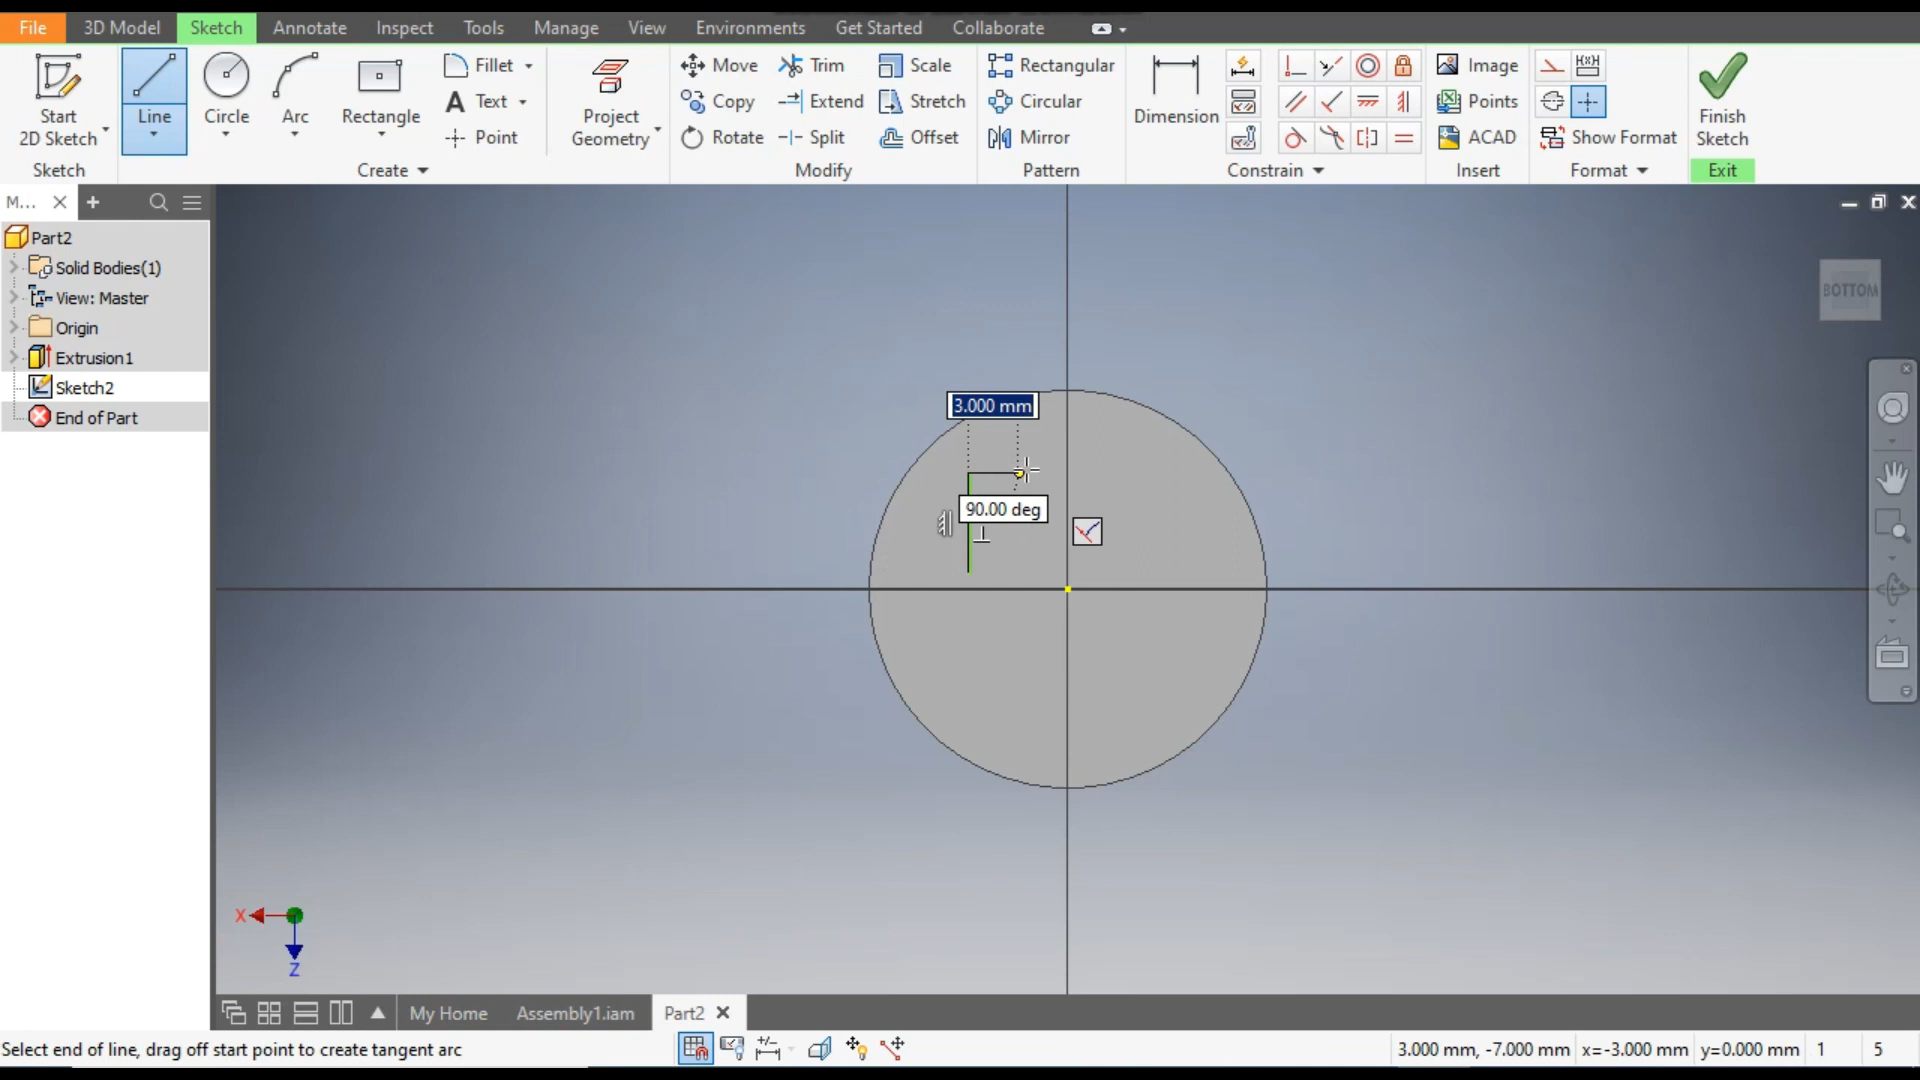 File 3D Model Sketch Annotate Inspect Tools Manage View Environments Get Started Collaborate
Start
2D Sketch
Line
Circle
Arc
Rectangle
Fillet
Text
Point
Project
Geometry
Move Trim Scale
Copy Extend Stretch
Rotate Split Offset
Rectangular
Circular
Mirror
Dimension
Image
Points
ACAD
Show Format
Finish
Sketch
Sketch Create Modify Pattern Constrain Insert Format Exit
M...
Part2
Solid Bodies(1)
View: Master
Origin
Extrusion1
Sketch2
End of Part
BOTTOM
3.000 mm
90.00 deg
X
Z
My Home Assembly1.iam Part2
Select end of line, drag off start point to create tangent arc
3.000 mm, -7.000 mm x=-3.000 mm y=0.000 mm 1 5